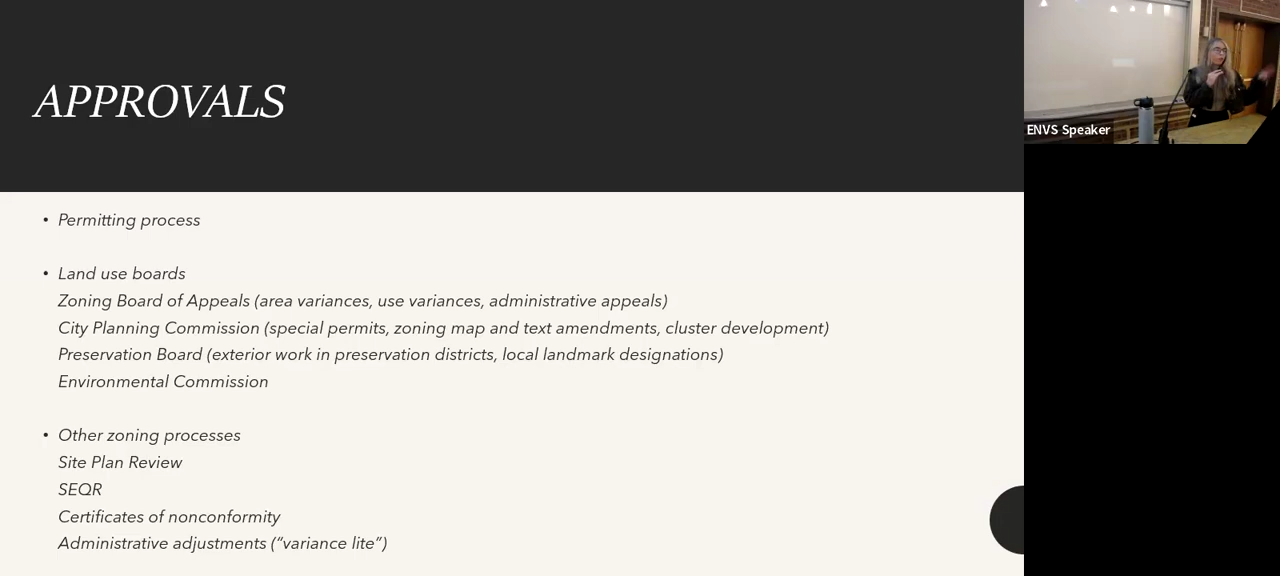 APPROVALS
• Permitting process
• Land use boards
Zoning Board of Appeals (area variances, use variances, administrative appeals)
City Planning Commission (special permits, zoning map and text amendments, cluster development)
Preservation Board (exterior work in preservation districts, local landmark designations)
Environmental Commission
• Other zoning processes
Site Plan Review
SEQR
Certificates of nonconformity
Administrative adjustments (“variance lite”)
ENVS Speaker